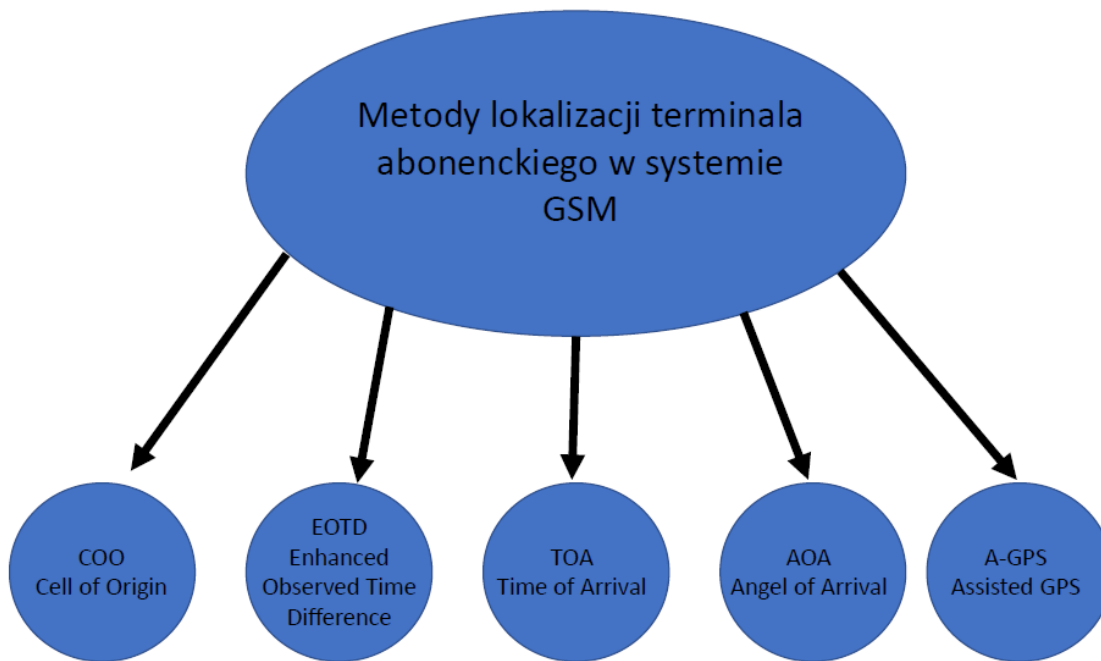 Metody lokalizacji terminala
abonenckiego w systemie
GSM
COO
Cell of Origin
EOTD
Enhanced
Observed Time
Difference
TOA
Time of Arrival
AOA
Angel of Arrival
A-GPS
Assisted GPS